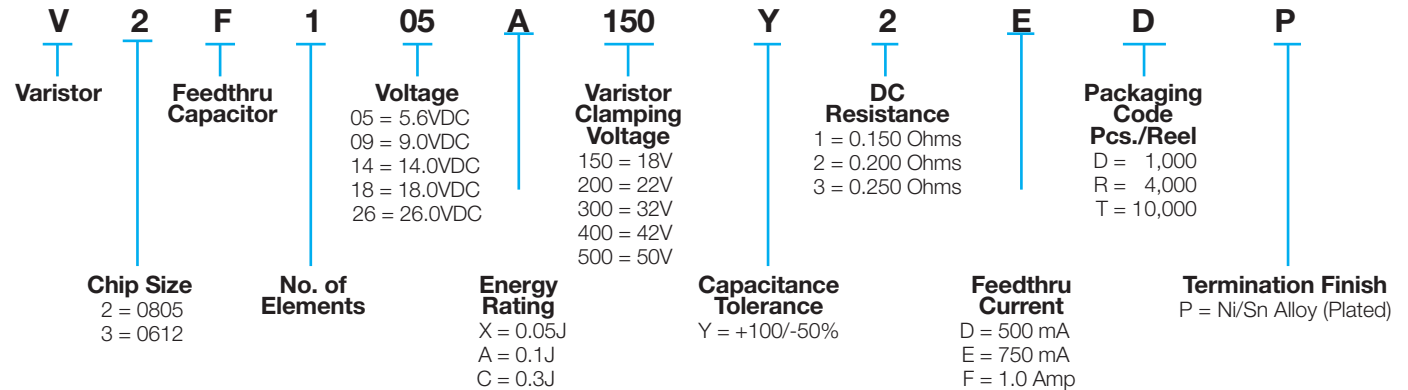 V 2 F 1 05 A 150 Y 2 E D P
Varistor
Feedthru
Capacitor
Voltage
05 = 5.6VDC
09 = 9.0VDC
14 = 14.0VDC
18 = 18.0VDC
26 = 26.0VDC
Varistor
Clamping
Voltage
150 = 18V
200 = 22V
300 = 32V
400 = 42V
500 = 50V
DC
Resistance
1 = 0.150 Ohms
2 = 0.200 Ohms
3 = 0.250 Ohms
Packaging
Code
Pcs./Reel
D = 1,000
R = 4,000
T = 10,000
Chip Size
2 = 0805
3 = 0612
No. of
Elements
Energy
Rating
X = 0.05J
A = 0.1J
C = 0.3J
Capacitance
Tolerance
Y = +100/-50%
Feedthru
Current
D = 500 mA
E = 750 mA
F = 1.0 Amp
Termination Finish
P = Ni/Sn Alloy (Plated)